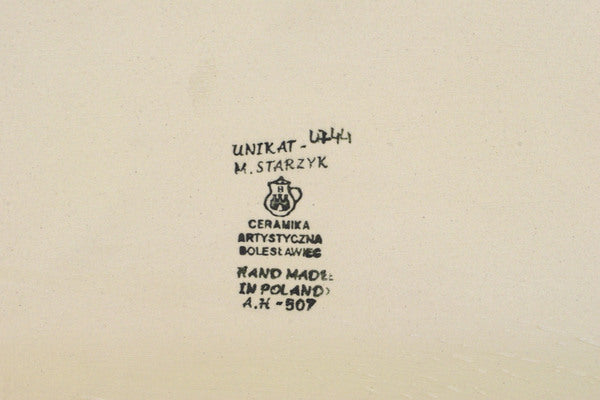 UNIKAT - U744
M. STARZYK
B
CERAMIKA
ARTYSTYCZNA
BOLESŁAWIEC
HAND MADE
IN POLAND
A.H - 507